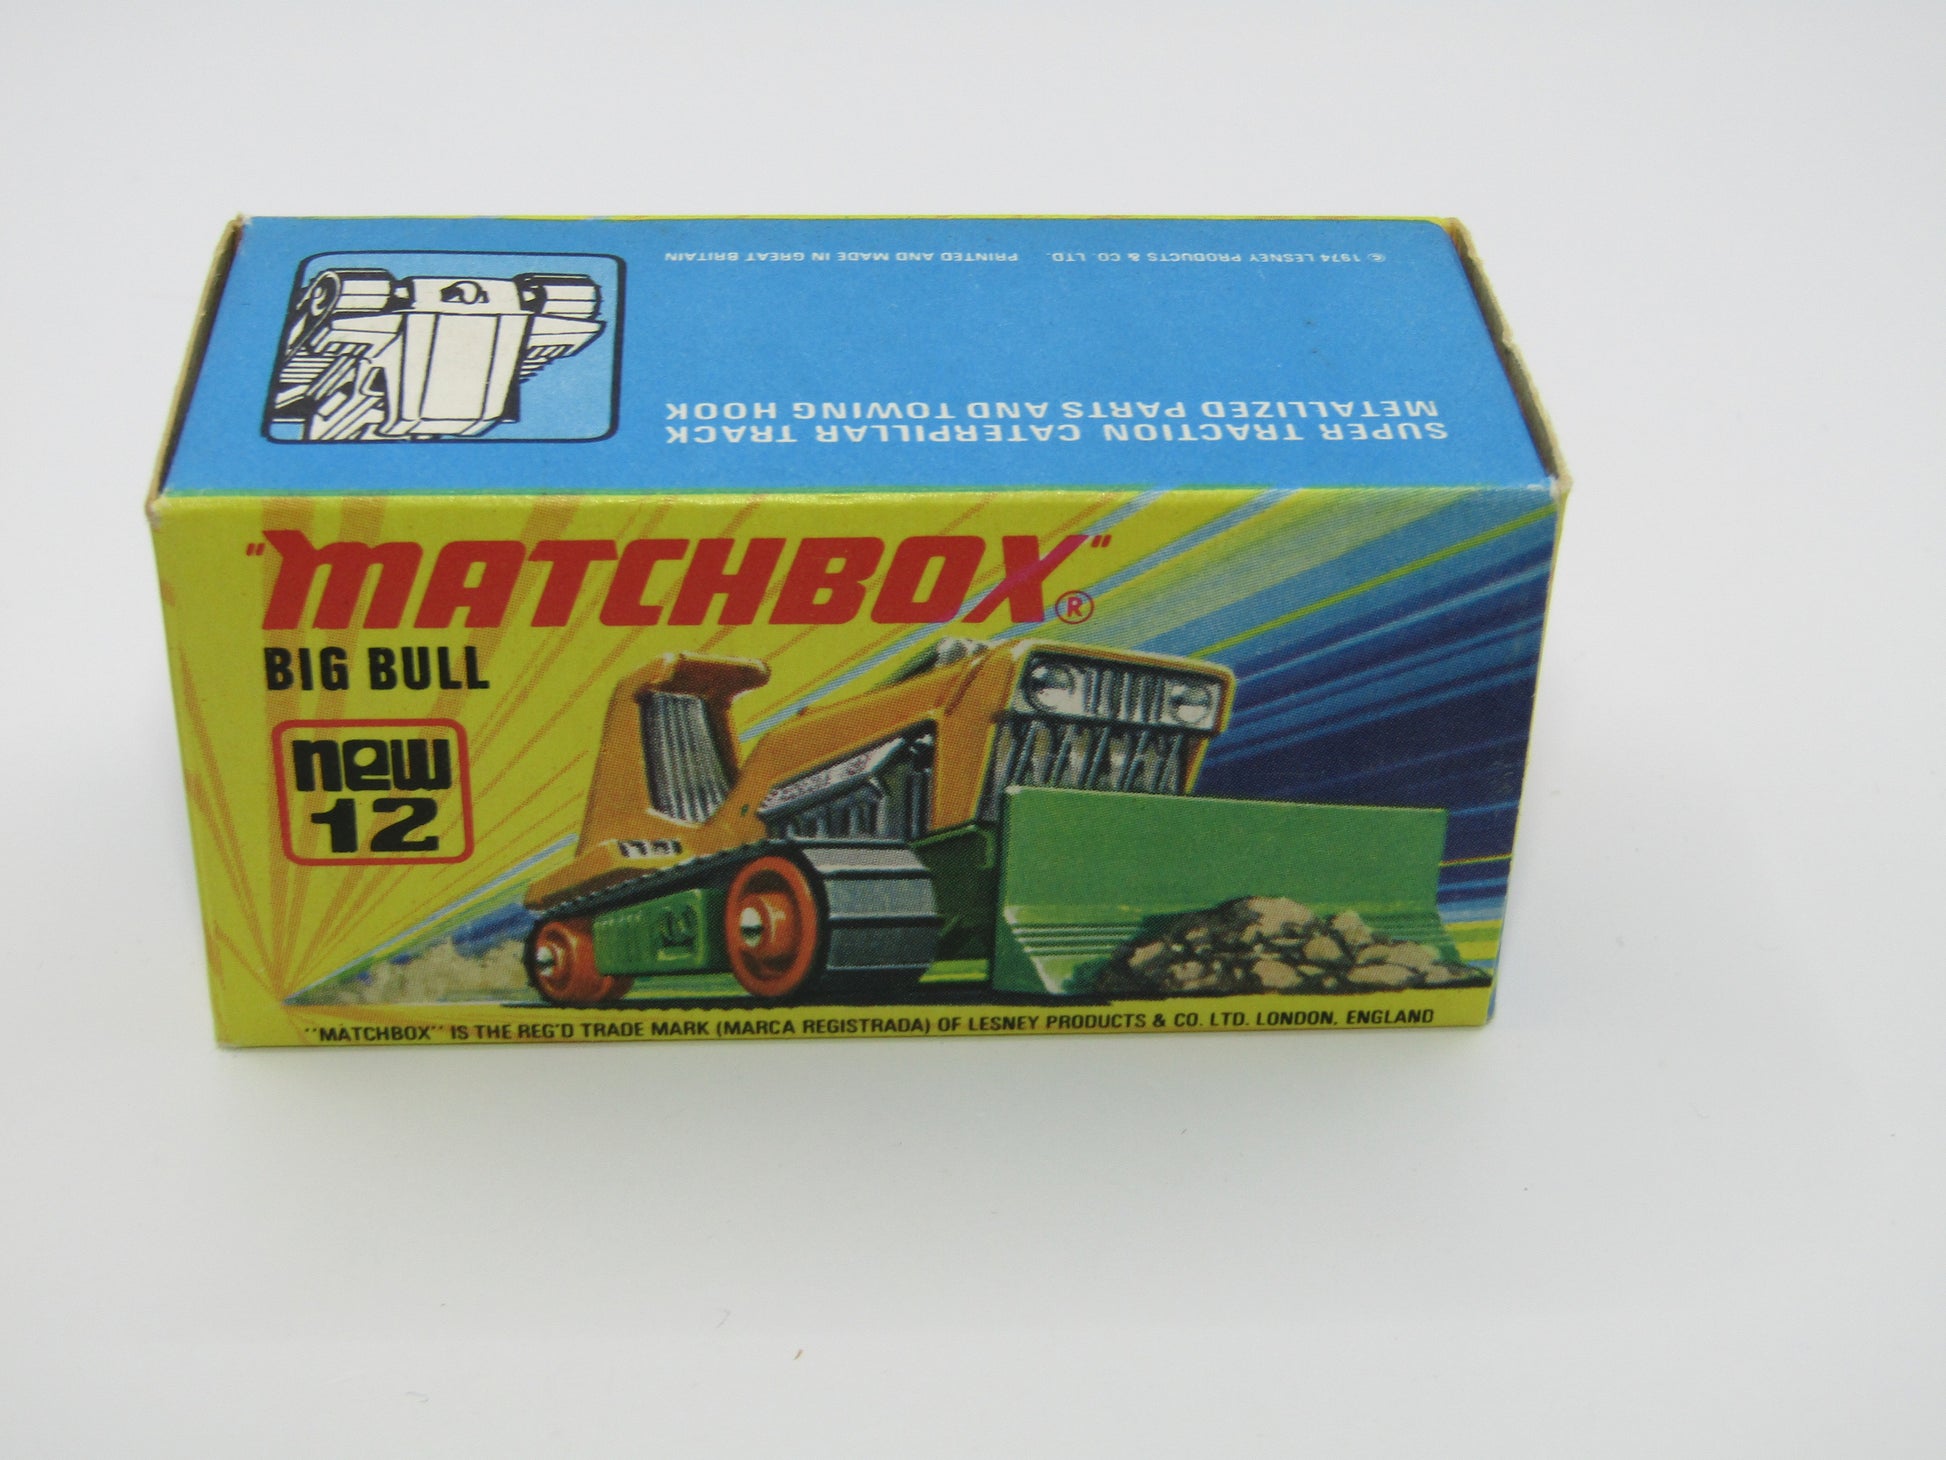 "MATCHBOX"®
BIG BULL
new
12
"MATCHBOX" IS THE REG'D TRADE MARK (MARCA REGISTRADA) OF LESNEY PRODUCTS & CO. LTD. LONDON, ENGLAND
SUPER TRACTION CATERPILLAR TRACK
METALLIZED PARTS AND TOWING HOOK
© 1974 LESNEY PRODUCTS & CO. LTD. PRINTED AND MADE IN GREAT BRITAIN